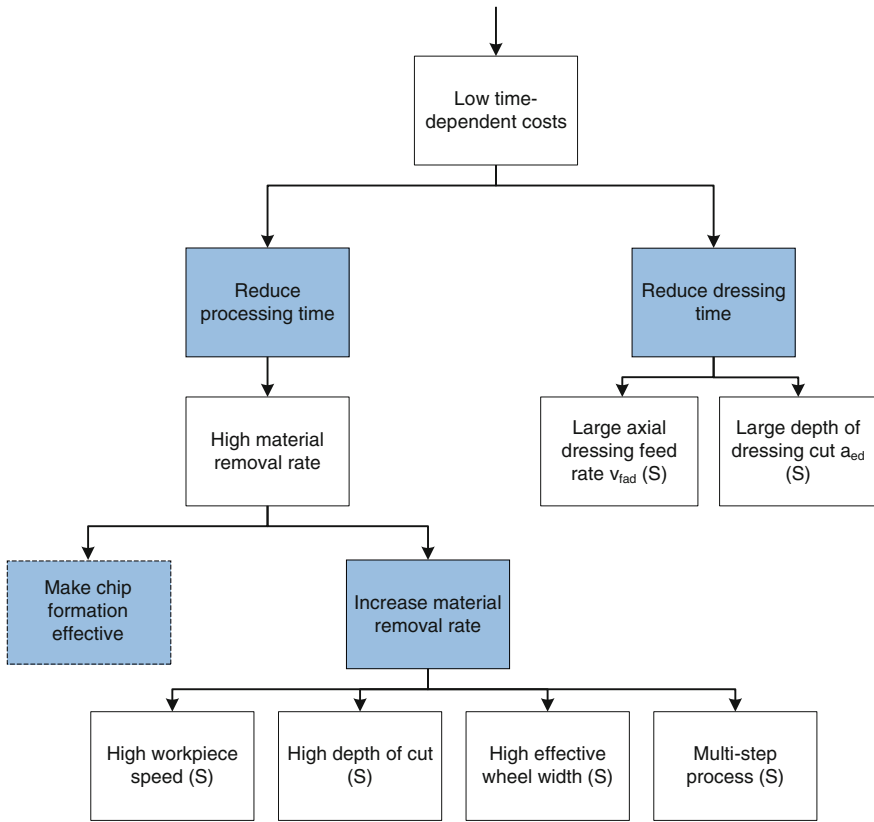 Low time-
dependent costs
Reduce
processing time
Reduce dressing
time
High material
removal rate
Large axial
dressing feed
rate vfad (S)
Large depth of
dressing cut aed
(S)
Make chip
formation
effective
Increase material
removal rate
High workpiece
speed (S)
High depth of cut
(S)
High effective
wheel width (S)
Multi-step
process (S)